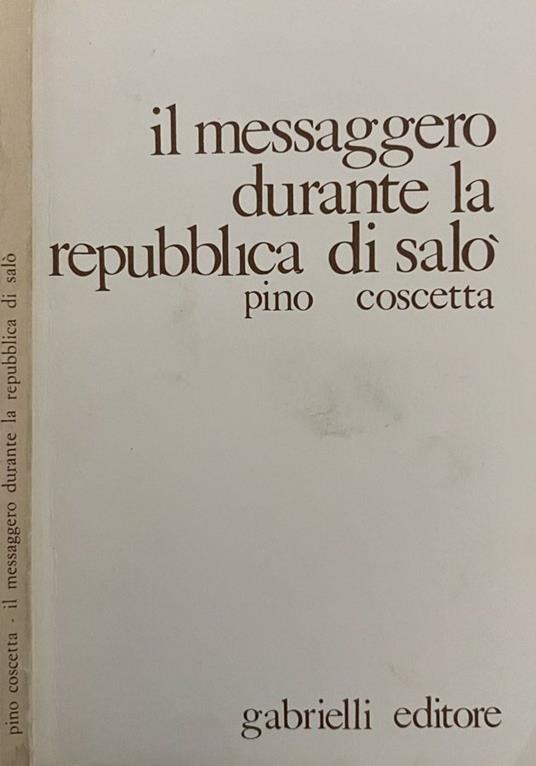 il messaggero
durante la
repubblica di salò
pino coscetta
gabrielli editore
pino coscetta - il messaggero durante la repubblica di salò